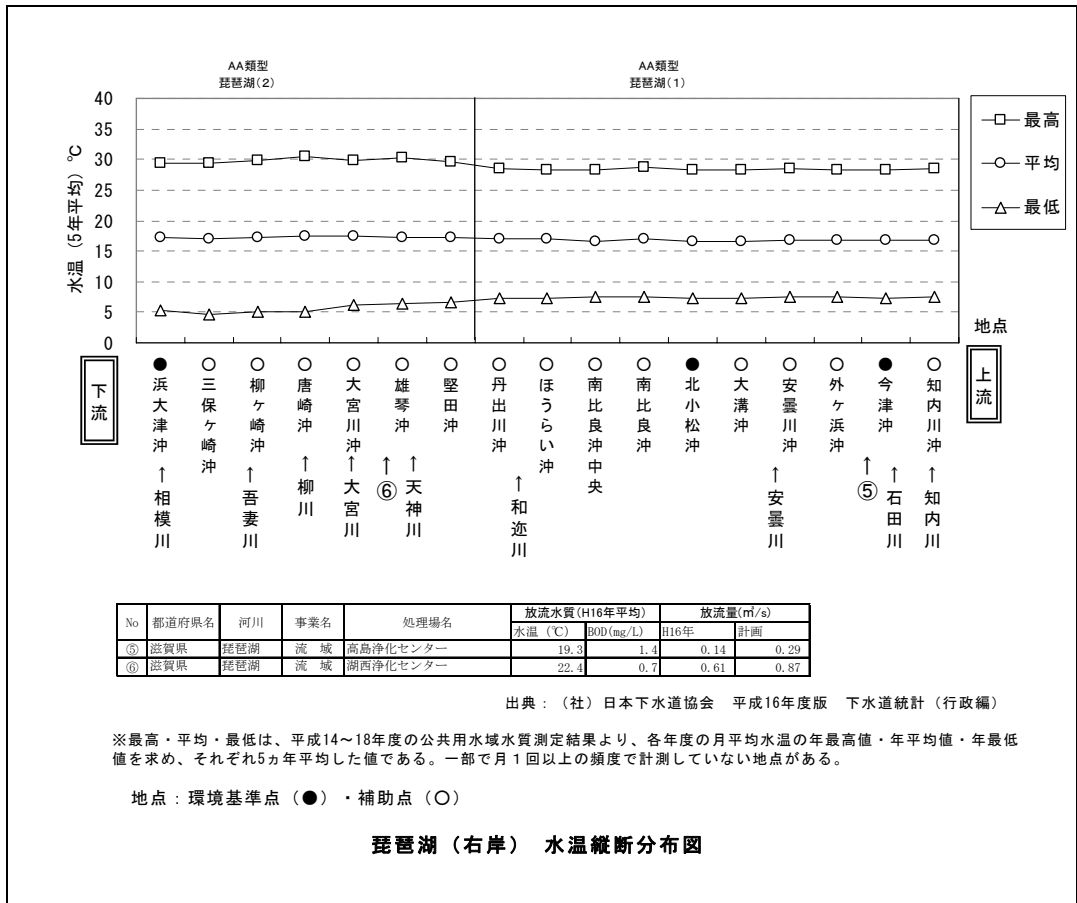 AA類型
琵琶湖(2)
AA類型
琵琶湖(1)
水温 (5年平均) ℃
40
35
30
25
20
15
10
5
0
最高
平均
最低
地点
下流
上流
●浜大津沖
○三保ヶ崎沖
○柳ヶ崎沖
○唐崎沖
○大宮川沖
○雄琴沖
○堅田沖
○丹出川沖
○ほうらい沖
○南比良沖中央
○南比良沖
●北小松沖
○大溝沖
○安曇川沖
○外ヶ浜沖
●今津沖
○知内川沖
↑相模川
↑吾妻川
↑柳川
↑大宮川
↑⑥
↑天神川
↑和迩川
↑安曇川
↑⑤
↑石田川
↑知内川
No 都道府県名 河川 事業名 処理場名 放流水質(H16年平均) 放流量(㎥/s)
水温 (℃) BOD(mg/L) H16年 計画
⑤ 滋賀県 琵琶湖 流 域 高島浄化センター 19.3 1.4 0.14 0.29
⑥ 滋賀県 琵琶湖 流 域 湖西浄化センター 22.4 0.7 0.61 0.87
出典：（社）日本下水道協会　平成16年度版　下水道統計（行政編）
※最高・平均・最低は、平成14～18年度の公共用水域水質測定結果より、各年度の月平均水温の年最高値・年平均値・年最低
値を求め、それぞれ5ヵ年平均した値である。一部で月１回以上の頻度で計測していない地点がある。
地点：環境基準点（●）・補助点（○）
琵琶湖（右岸）　水温縦断分布図